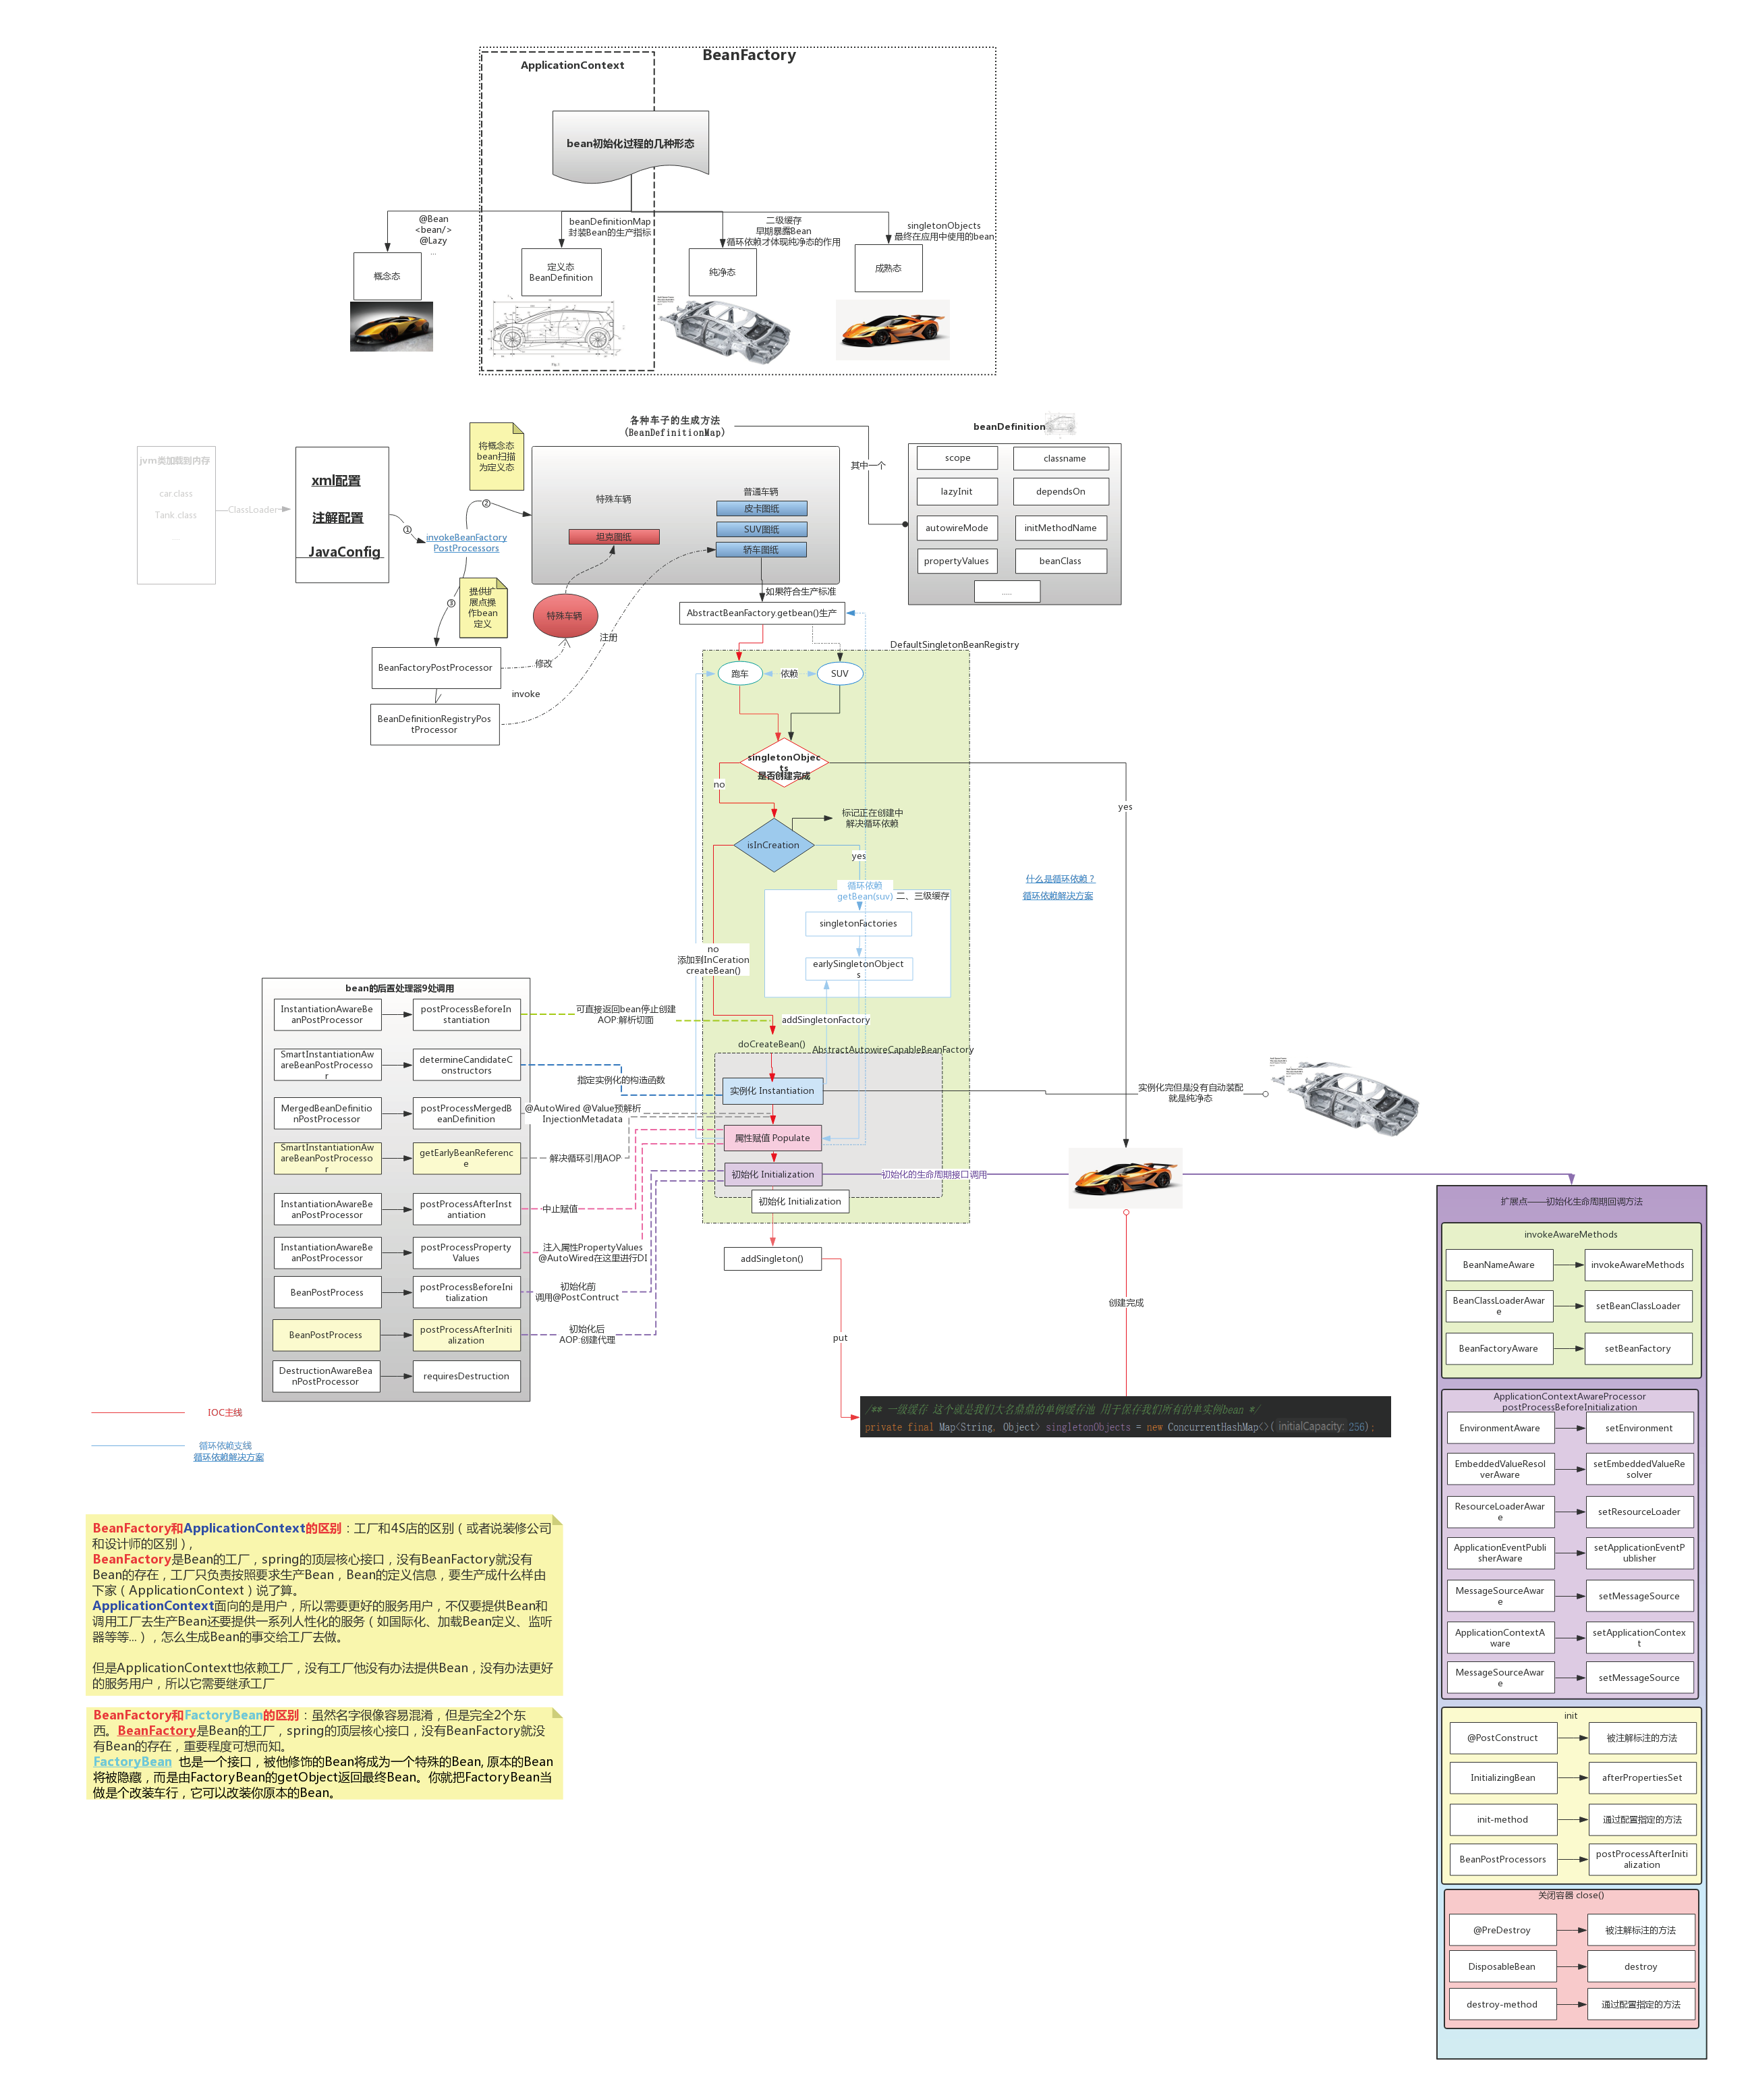 BeanFactory
ApplicationContext
bean初始化过程的几种形态
@Bean
<bean/>
@Lazy
...
beanDefinitionMap
封装Bean的生产指标
二级缓存
早期暴露Bean
循环依赖才体现纯净态的作用
singletonObjects
最终在应用中使用的bean
概念态
定义态
BeanDefinition
纯净态
成熟态
各种车子的生成方法
(BeanDefinitionMap)
beanDefinition
jvm类加载到内存
car.class
Tank .class
.....
ClassLoader
xml配置
注解配置
JavaConfig
①
invokeBeanFactory
PostProcessors
②
将概念态
bean扫描
为定义态
③
提供扩
展点操
作bean
定义
特殊车辆
坦克图纸
普通车辆
皮卡图纸
SUV图纸
轿车图纸
其中一个
scope
classname
lazyInit
dependsOn
autowireMode
initMethodName
propertyValues
beanClass
.....
如果符合生产标准
AbstractBeanFactory.getbean()生产
特殊车辆
注册
修改
BeanFactoryPostProcessor
invoke
BeanDefinitionRegistryPos
tProcessor
DefaultSingletonBeanRegistry
跑车
依赖
SUV
singletonObjec
ts
是否创建完成
no
yes
isInCreation
标记正在创建中
解决循环依赖
yes
循环依赖
getBean(suv)
二、三级缓存
singletonFactories
earlySingletonObject
s
什么是循环依赖？
循环依赖解决方案
no
添加到InCeration
createBean()
addSingletonFactory
doCreateBean()
AbstractAutowireCapableBeanFactory
实例化 Instantiation
属性赋值 Populate
初始化 Initialization
初始化 Initialization
实例化完但是没有自动装配
就是纯净态
初始化的生命周期接口调用
addSingleton()
put
创建完成
/** 一级缓存 这个就是我们大名鼎鼎的单例缓存池 用于保存我们所有的单实例bean */
private final Map<String, Object> singletonObjects = new ConcurrentHashMap<>( initialCapacity: 256);
bean的后置处理器9处调用
InstantiationAwareBe
anPostProcessor
postProcessBeforeIn
stantiation
可直接返回bean停止创建
AOP:解析切面
SmartInstantiationAw
areBeanPostProcesso
r
determineCandidateC
onstructors
指定实例化的构造函数
MergedBeanDefinitio
nPostProcessor
postProcessMergedB
eanDefinition
@AutoWired @Value预解析
InjectionMetadata
SmartInstantiationAw
areBeanPostProcesso
r
getEarlyBeanReferenc
e
解决循环引用AOP
InstantiationAwareBe
anPostProcessor
postProcessAfterInst
antiation
中止赋值
InstantiationAwareBe
anPostProcessor
postProcessProperty
Values
注入属性PropertyValues
@AutoWired在这里进行DI
BeanPostProcess
postProcessBeforeIni
tialization
初始化前
调用@PostContruct
BeanPostProcess
postProcessAfterIniti
alization
初始化后
AOP:创建代理
DestructionAwareBea
nPostProcessor
requiresDestruction
IOC主线
循环依赖支线
循环依赖解决方案
BeanFactory和ApplicationContext的区别：工厂和4S店的区别（或者说装修公司
和设计师的区别），
BeanFactory是Bean的工厂，spring的顶层核心接口，没有BeanFactory就没有
Bean的存在，工厂只负责按照要求生产Bean，Bean的定义信息，要生产成什么样由
下家（ApplicationContext）说了算。
ApplicationContext面向的是用户，所以需要更好的服务用户，不仅要提供Bean和
调用工厂去生产Bean还要提供一系列人性化的服务（如国际化、加载Bean定义、监听
器等等...），怎么生成Bean的事交给工厂去做。
但是ApplicationContext也依赖工厂，没有工厂他没有办法提供Bean，没有办法更好
的服务用户，所以它需要继承工厂
BeanFactory和FactoryBean的区别：虽然名字很像容易混淆，但是完全2个东
西。BeanFactory是Bean的工厂，spring的顶层核心接口，没有BeanFactory就没
有Bean的存在，重要程度可想而知。
FactoryBean 也是一个接口，被他修饰的Bean将成为一个特殊的Bean, 原本的Bean
将被隐藏，而是由FactoryBean的getObject返回最终Bean。你就把FactoryBean当
做是个改装车行，它可以改装你原本的Bean。
扩展点——初始化生命周期回调方法
invokeAwareMethods
BeanNameAware
invokeAwareMethods
BeanClassLoaderAwar
e
setBeanClassLoader
BeanFactoryAware
setBeanFactory
ApplicationContextAwareProcessor
postProcessBeforeInitialization
EnvironmentAware
setEnvironment
EmbeddedValueResol
verAware
setEmbeddedValueRe
solver
ResourceLoaderAwar
e
setResourceLoader
ApplicationEventPubli
sherAware
setApplicationEventP
ublisher
MessageSourceAwar
e
setMessageSource
ApplicationContextA
ware
setApplicationContex
t
MessageSourceAwar
e
setMessageSource
init
@PostConstruct
被注解标注的方法
InitializingBean
afterPropertiesSet
init-method
通过配置指定的方法
BeanPostProcessors
postProcessAfterIniti
alization
关闭容器 close()
@PreDestroy
被注解标注的方法
DisposableBean
destroy
destroy-method
通过配置指定的方法